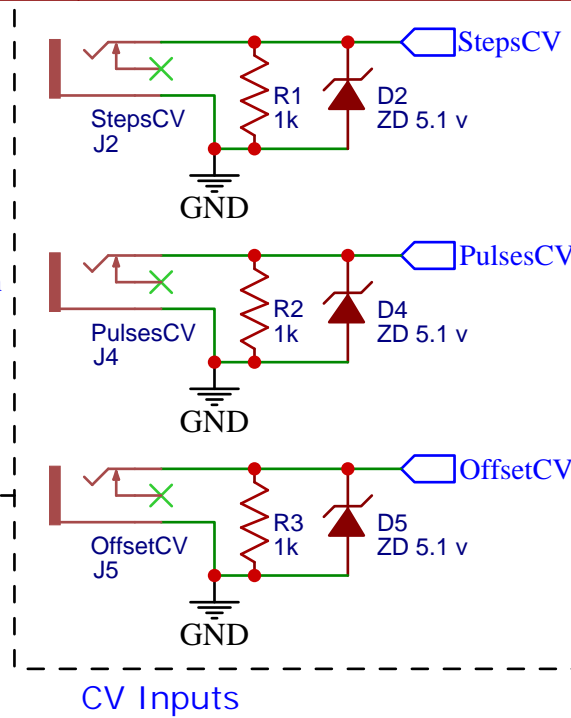 StepsCV
R1
1k
D2
ZD 5.1 v
StepsCV
J2
GND
PulsesCV
R2
1k
D4
ZD 5.1 v
PulsesCV
J4
GND
OffsetCV
R3
1k
D5
ZD 5.1 v
OffsetCV
J5
GND
CV Inputs